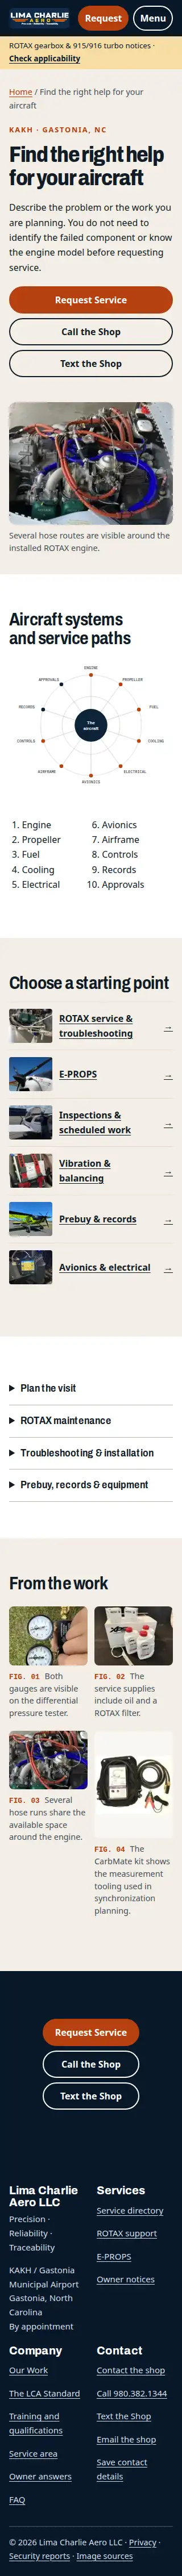 LIMA CHARLIE
AERO
Request
Menu
ROTAX gearbox & 915/916 turbo notices ·
Check applicability
Home / Find the right help for your
aircraft
KAKH · GASTONIA, NC
Find the right help
for your aircraft
Describe the problem or the work you
are planning. You do not need to
identify the failed component or know
the engine model before requesting
service.
Request Service
Call the Shop
Text the Shop
Several hose routes are visible around the
installed ROTAX engine.
Aircraft systems
and service paths
ENGINE
APPROVALS
PROPELLER
RECORDS
FUEL
The
aircraft
CONTROLS
COOLING
AIRFRAME
ELECTRICAL
AVIONICS
1. Engine
2. Propeller
3. Fuel
4. Cooling
5. Electrical
6. Avionics
7. Airframe
8. Controls
9. Records
10. Approvals
Choose a starting point
ROTAX service &
troubleshooting →
E-PROPS →
Inspections &
scheduled work →
Vibration &
balancing →
Prebuy & records →
Avionics & electrical →
Plan the visit
ROTAX maintenance
Troubleshooting & installation
Prebuy, records & equipment
From the work
FIG. 01 Both
gauges are visible
on the differential
pressure tester.
XPS
FIG. 02 The
service supplies
include oil and a
ROTAX filter.
FIG. 03 Several
hose runs share the
available space
around the engine.
FIG. 04 The
CarbMate kit shows
the measurement
tooling used in
synchronization
planning.
Request Service
Call the Shop
Text the Shop
Lima Charlie
Aero LLC
Precision ·
Reliability ·
Traceability
KAKH / Gastonia
Municipal Airport
Gastonia, North
Carolina
By appointment
Services
Service directory
ROTAX support
E-PROPS
Owner notices
Company
Our Work
The LCA Standard
Training and
qualifications
Service area
Owner answers
FAQ
Contact
Contact the shop
Call 980.382.1344
Text the Shop
Email the shop
Save contact
details
© 2026 Lima Charlie Aero LLC · Privacy ·
Security reports · Image sources